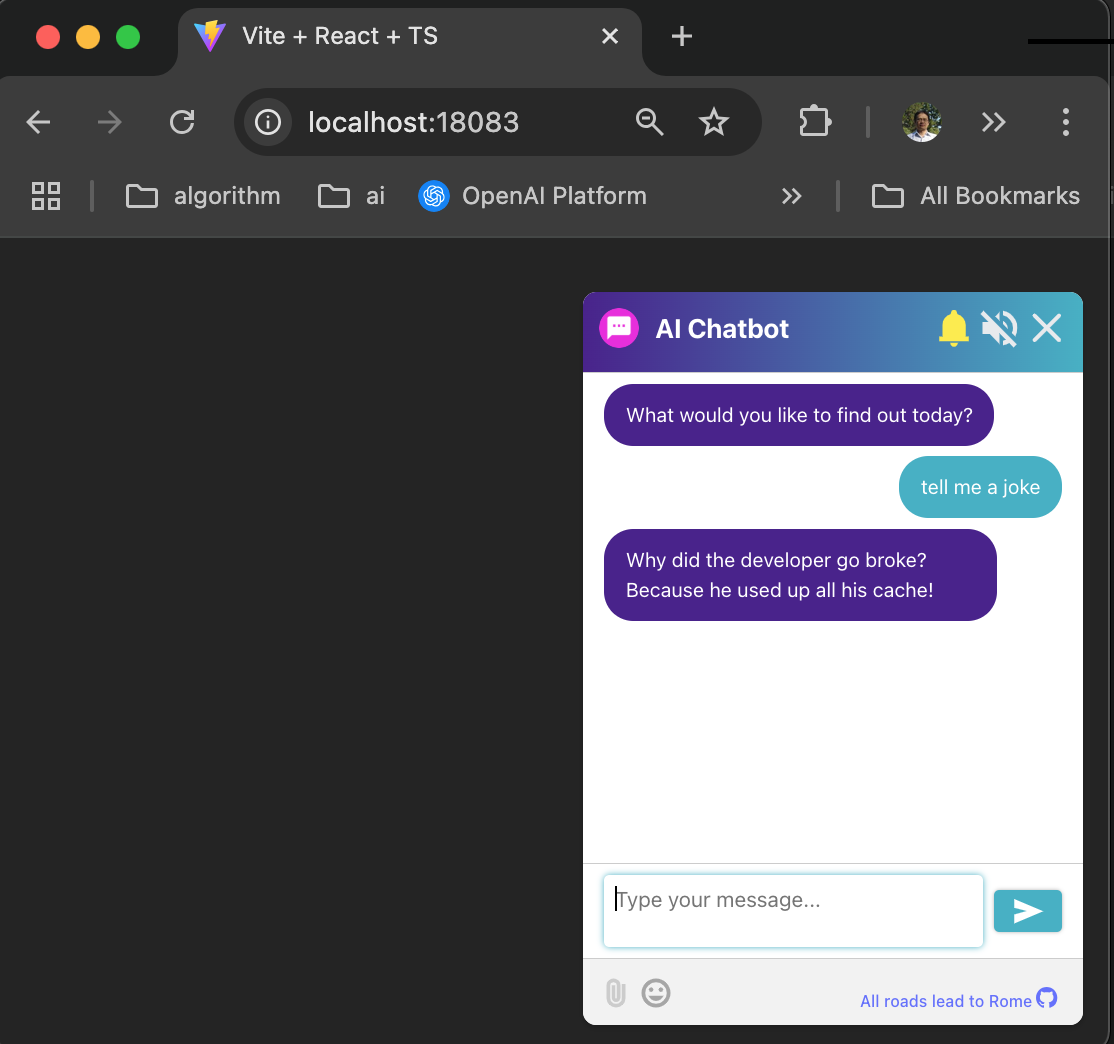 Vite + React + TS
localhost:18083
algorithm
ai
OpenAI Platform
All Bookmarks
AI Chatbot
What would you like to find out today?
tell me a joke
Why did the developer go broke?
Because he used up all his cache!
Type your message...
All roads lead to Rome